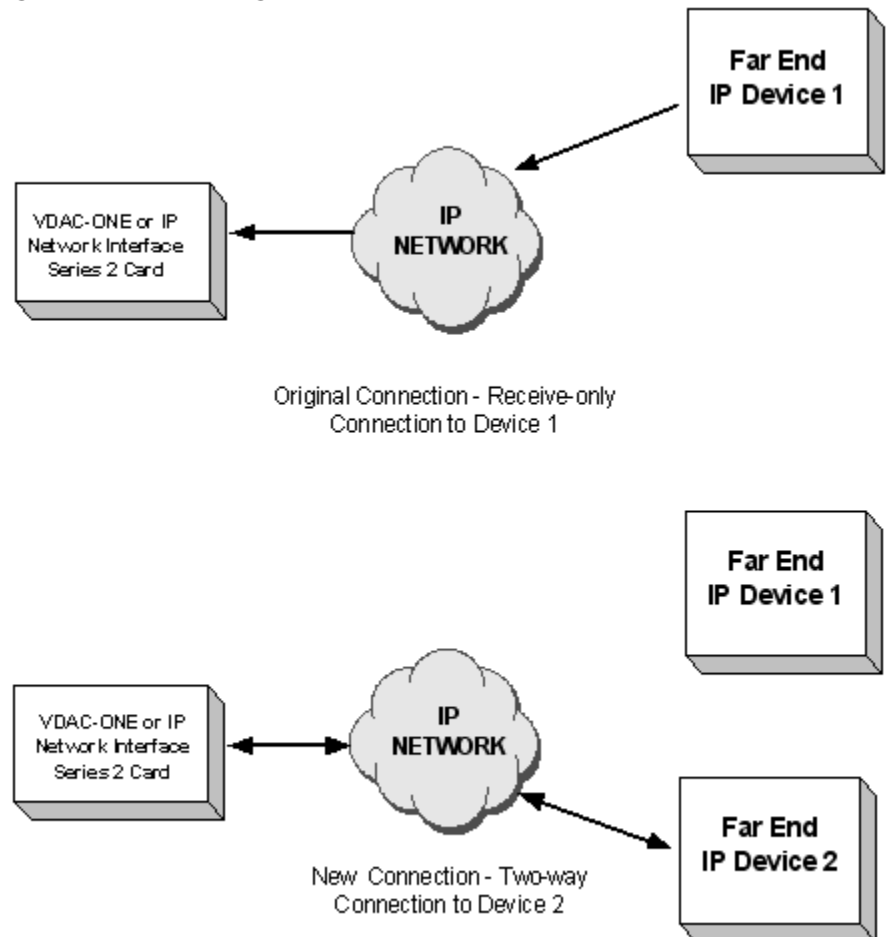 Far End
IP Device 1
IP
NETWORK
VDAC-ONE or IP
Network Interface
Series 2 Card
Original Connection - Receive-only
Connection to Device 1
Far End
IP Device 1
IP
NETWORK
VDAC-ONE or IP
Network Interface
Series 2 Card
Far End
IP Device 2
New Connection - Two-way
Connection to Device 2